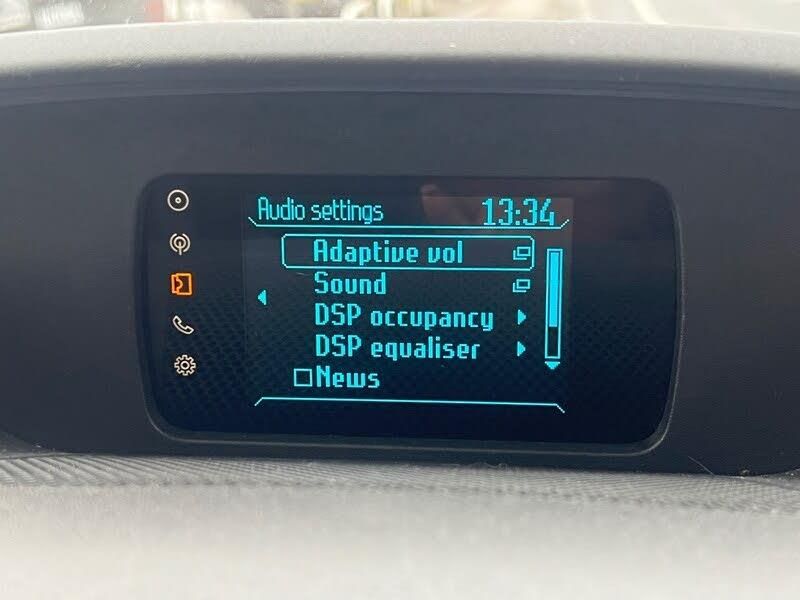 Audio settings 13:34
Adaptive vol
Sound
DSP occupancy
DSP equaliser
News